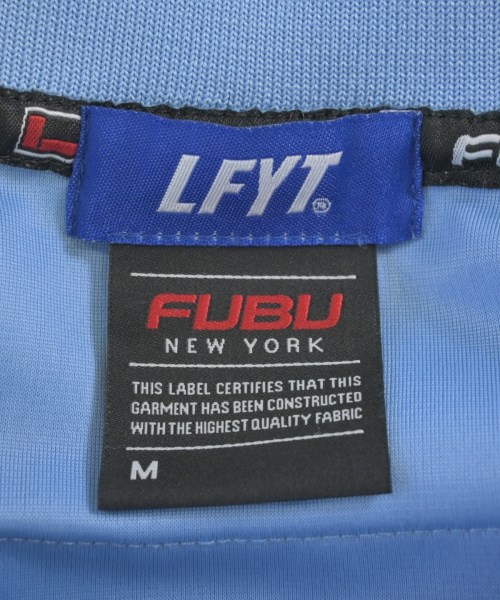 LFYT
FUBU
NEW YORK
THIS LABEL CERTIFIES THAT THIS
GARMENT HAS BEEN CONSTRUCTED
WITH THE HIGHEST QUALITY FABRIC
M